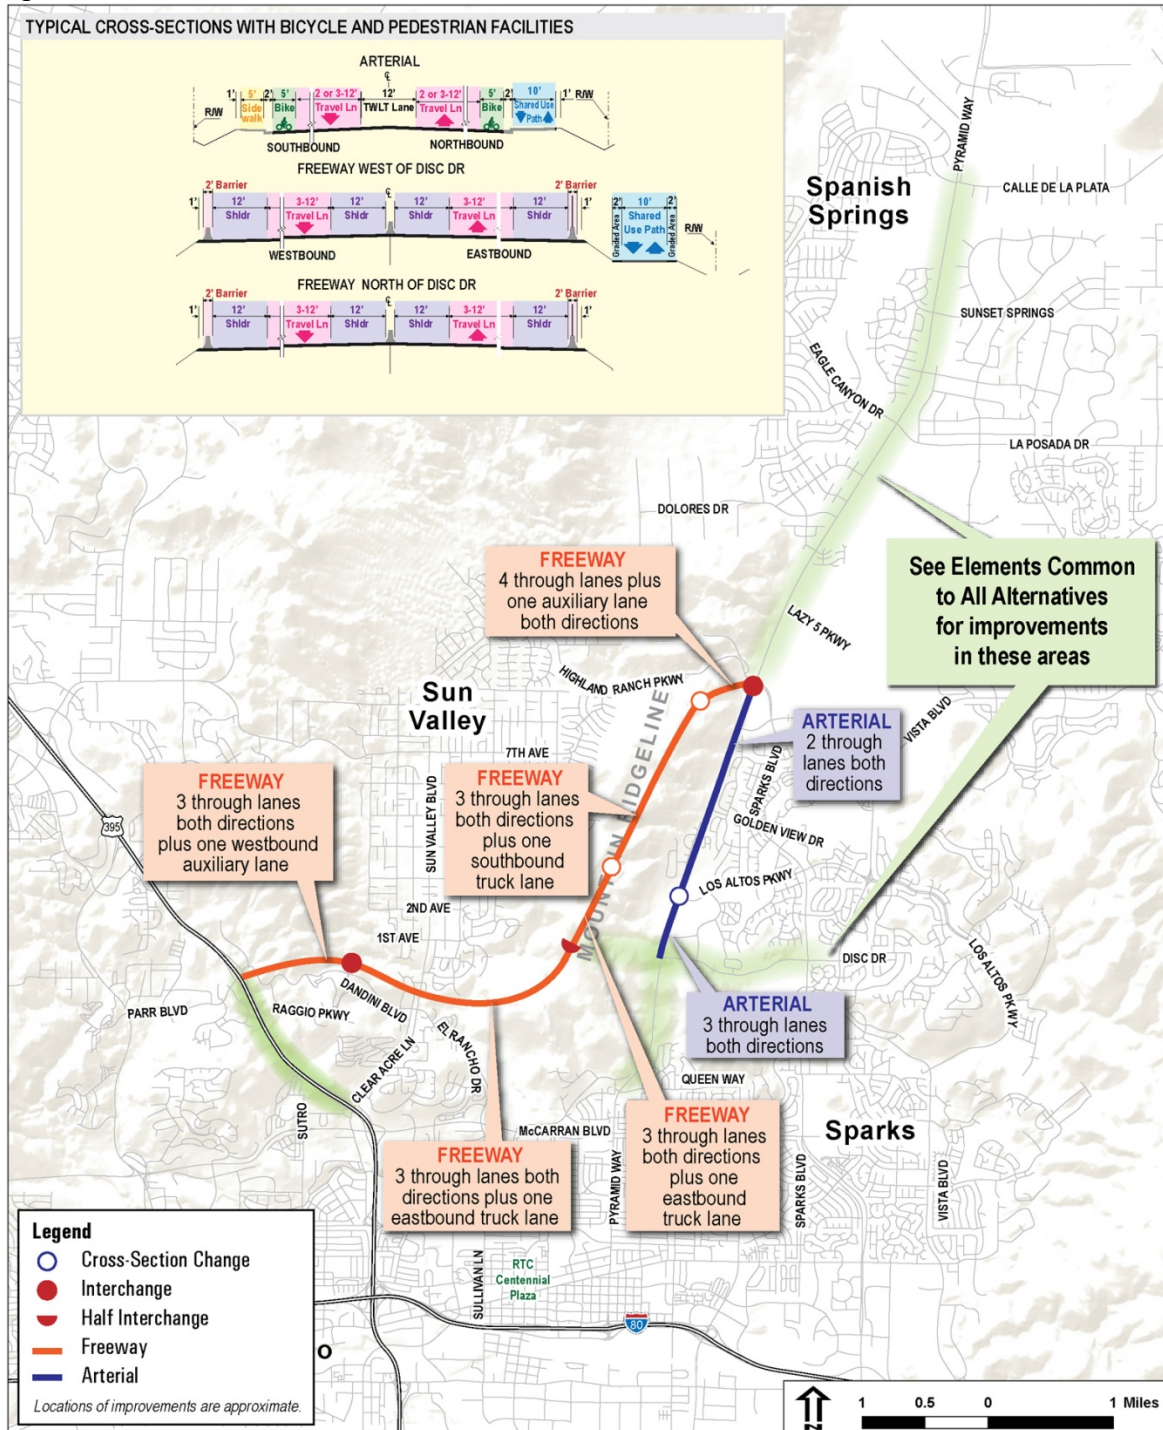 TYPICAL CROSS-SECTIONS WITH BICYCLE AND PEDESTRIAN FACILITIES
ARTERIAL
1' 5' 2' 5' 2 or 3-12' 12' 2 or 3-12' 5' 2' 10' 1'
R/W Side walk Bike Travel Ln TWLT Lane Travel Ln Bike Shared Use Path R/W
SOUTHBOUND NORTHBOUND
FREEWAY WEST OF DISC DR
2' Barrier 2' Barrier
1' 12' 3-12' 12' 12' 3-12' 12' 1' 2' 10' 2'
Shldr Travel Ln Shldr Shldr Travel Ln Shldr Graded Area Shared Use Path Graded Area R/W
WESTBOUND EASTBOUND
FREEWAY NORTH OF DISC DR
2' Barrier 2' Barrier
1' 12' 3-12' 12' 12' 3-12' 12' 1'
Shldr Travel Ln Shldr Shldr Travel Ln Shldr
PYRAMID WAY
Spanish
Springs
CALLE DE LA PLATA
SUNSET SPRINGS
EAGLE CANYON DR
LA POSADA DR
DOLORES DR
FREEWAY
4 through lanes plus
one auxiliary lane
both directions
See Elements Common
to All Alternatives
for improvements
in these areas
LAZY 5 PKWY
HIGHLAND RANCH PKWY
Sun
Valley
MOUNTAIN RIDGELINE
ARTERIAL
2 through
lanes both
directions
VISTA BLVD
7TH AVE
SUN VALLEY BLVD
SPARKS BLVD
GOLDEN VIEW DR
FREEWAY
3 through lanes
both directions
plus one westbound
auxiliary lane
FREEWAY
3 through lanes
both directions
plus one
southbound
truck lane
395
LOS ALTOS PKWY
2ND AVE
1ST AVE
DISC DR
LOS ALTOS PKWY
PARR BLVD
RAGGIO PKWY
DANDINI BLVD
EL RANCHO DR
CLEAR ACRE LN
SUTRO
ARTERIAL
3 through lanes
both directions
QUEEN WAY
McCARRAN BLVD
Sparks
FREEWAY
3 through lanes both
directions plus one
eastbound truck lane
FREEWAY
3 through lanes
both directions
plus one
eastbound
truck lane
PYRAMID WAY
SPARKS BLVD
VISTA BLVD
SULLIVAN LN
RTC
Centennial
Plaza
80
o
Legend
Cross-Section Change
Interchange
Half Interchange
Freeway
Arterial
Locations of improvements are approximate.
1 0.5 0 1 Miles